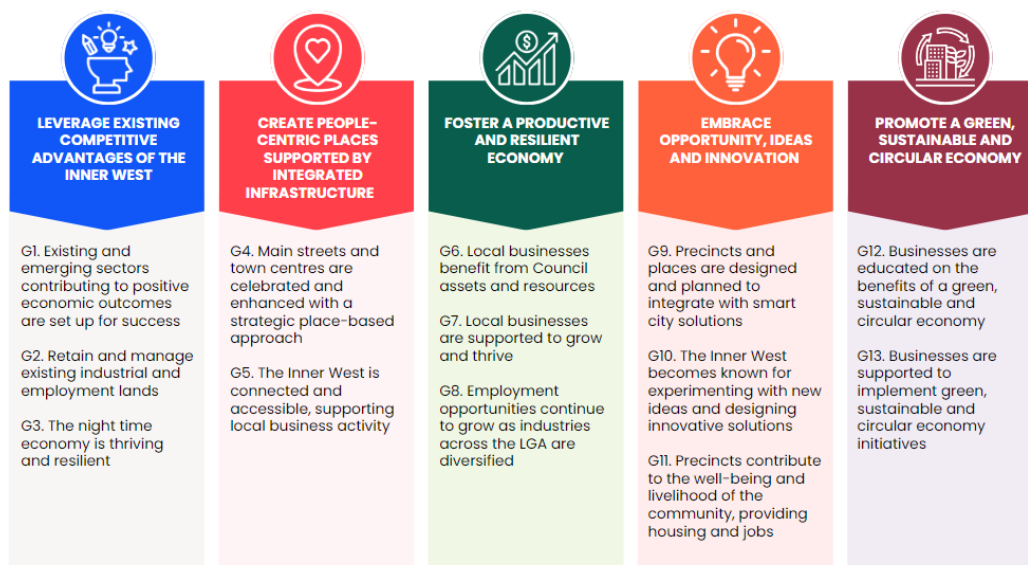 LEVERAGE EXISTING
COMPETITIVE
ADVANTAGES OF THE
INNER WEST
G1. Existing and
emerging sectors
contributing to positive
economic outcomes
are set up for success
G2. Retain and manage
existing industrial and
employment lands
G3. The night time
economy is thriving
and resilient
CREATE PEOPLE-
CENTRIC PLACES
SUPPORTED BY
INTEGRATED
INFRASTRUCTURE
G4. Main streets and
town centres are
celebrated and
enhanced with a
strategic place-based
approach
G5. The Inner West is
connected and
accessible, supporting
local business activity
$
FOSTER A PRODUCTIVE
AND RESILIENT
ECONOMY
G6. Local businesses
benefit from Council
assets and resources
G7. Local businesses
are supported to grow
and thrive
G8. Employment
opportunities continue
to grow as industries
across the LGA are
diversified
EMBRACE
OPPORTUNITY, IDEAS
AND INNOVATION
G9. Precincts and
places are designed
and planned to
integrate with smart
city solutions
G10. The Inner West
becomes known for
experimenting with new
ideas and designing
innovative solutions
G11. Precincts contribute
to the well-being and
livelihood of the
community, providing
housing and jobs
PROMOTE A GREEN,
SUSTAINABLE AND
CIRCULAR ECONOMY
G12. Businesses are
educated on the
benefits of a green,
sustainable and
circular economy
G13. Businesses are
supported to
implement green,
sustainable and
circular economy
initiatives